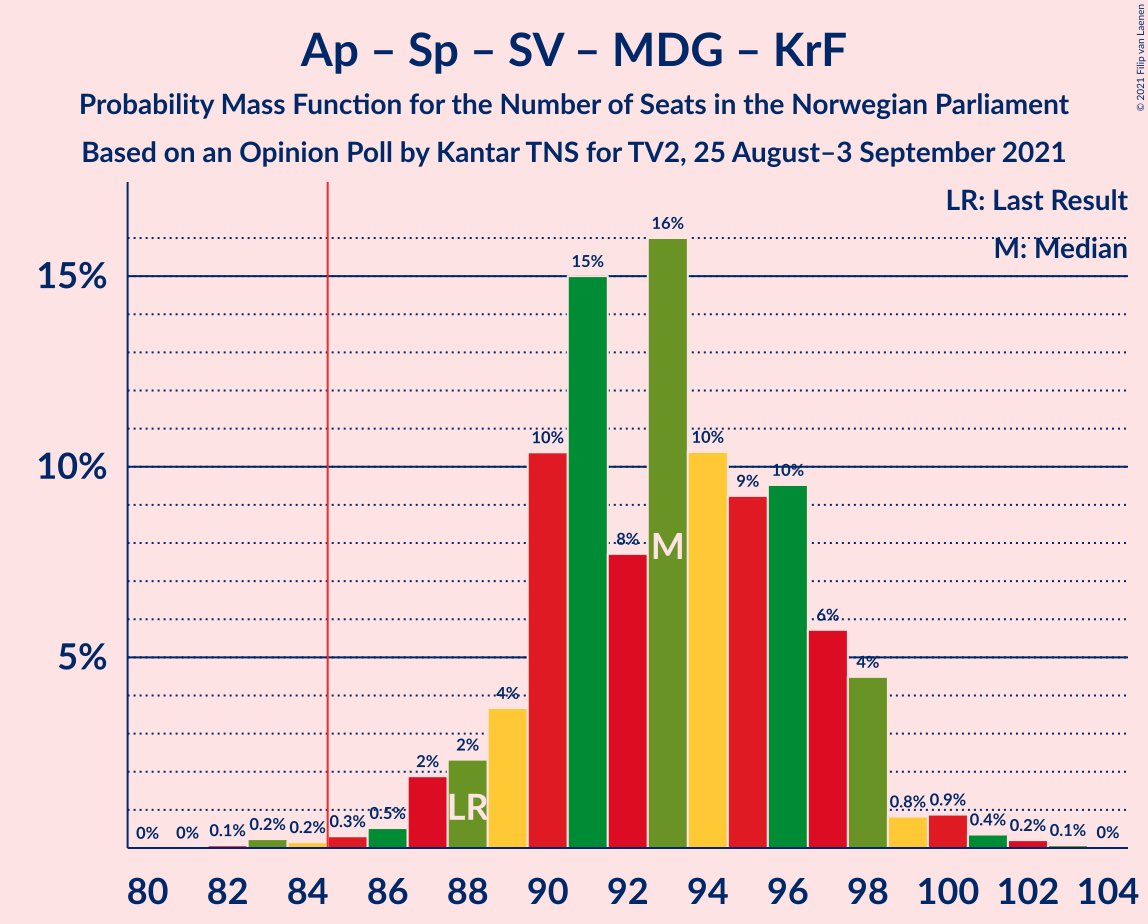 Ap – Sp – SV – MDG – KrF
Probability Mass Function for the Number of Seats in the Norwegian Parliament
Based on an Opinion Poll by Kantar TNS for TV2, 25 August–3 September 2021
© 2021 Filip van Laenen
LR: Last Result
M: Median
15%
10%
5%
0% 0% 0.1% 0.2% 0.2% 0.3% 0.5% 2% 2% 4% 10% 15% 8% 16% 10% 9% 10% 6% 4% 0.8% 0.9% 0.4% 0.2% 0.1% 0%
LR
M
80 82 84 86 88 90 92 94 96 98 100 102 104